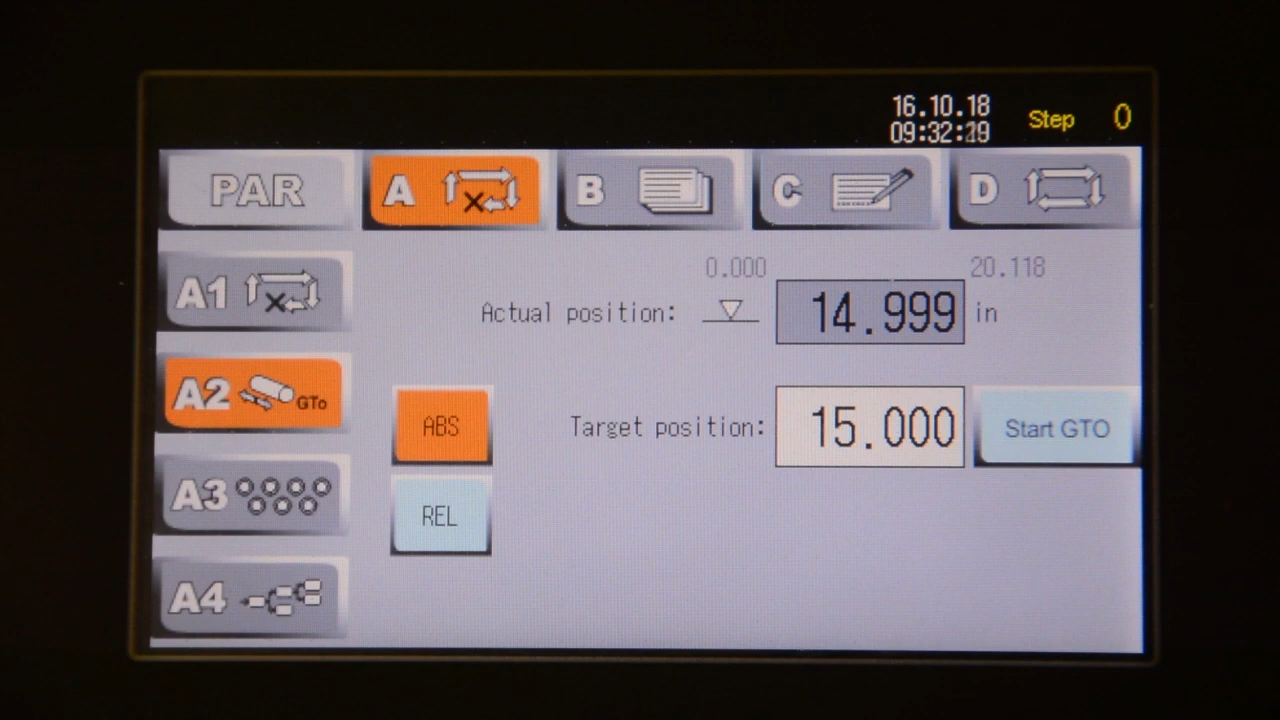 16.10.18
09:32:29
Step 0
PAR
A
B
C
D
A1
0.000
20.118
Actual position: 14.999 in
A2 GTo
ABS
Target position: 15.000
Start GTO
A3
REL
A4